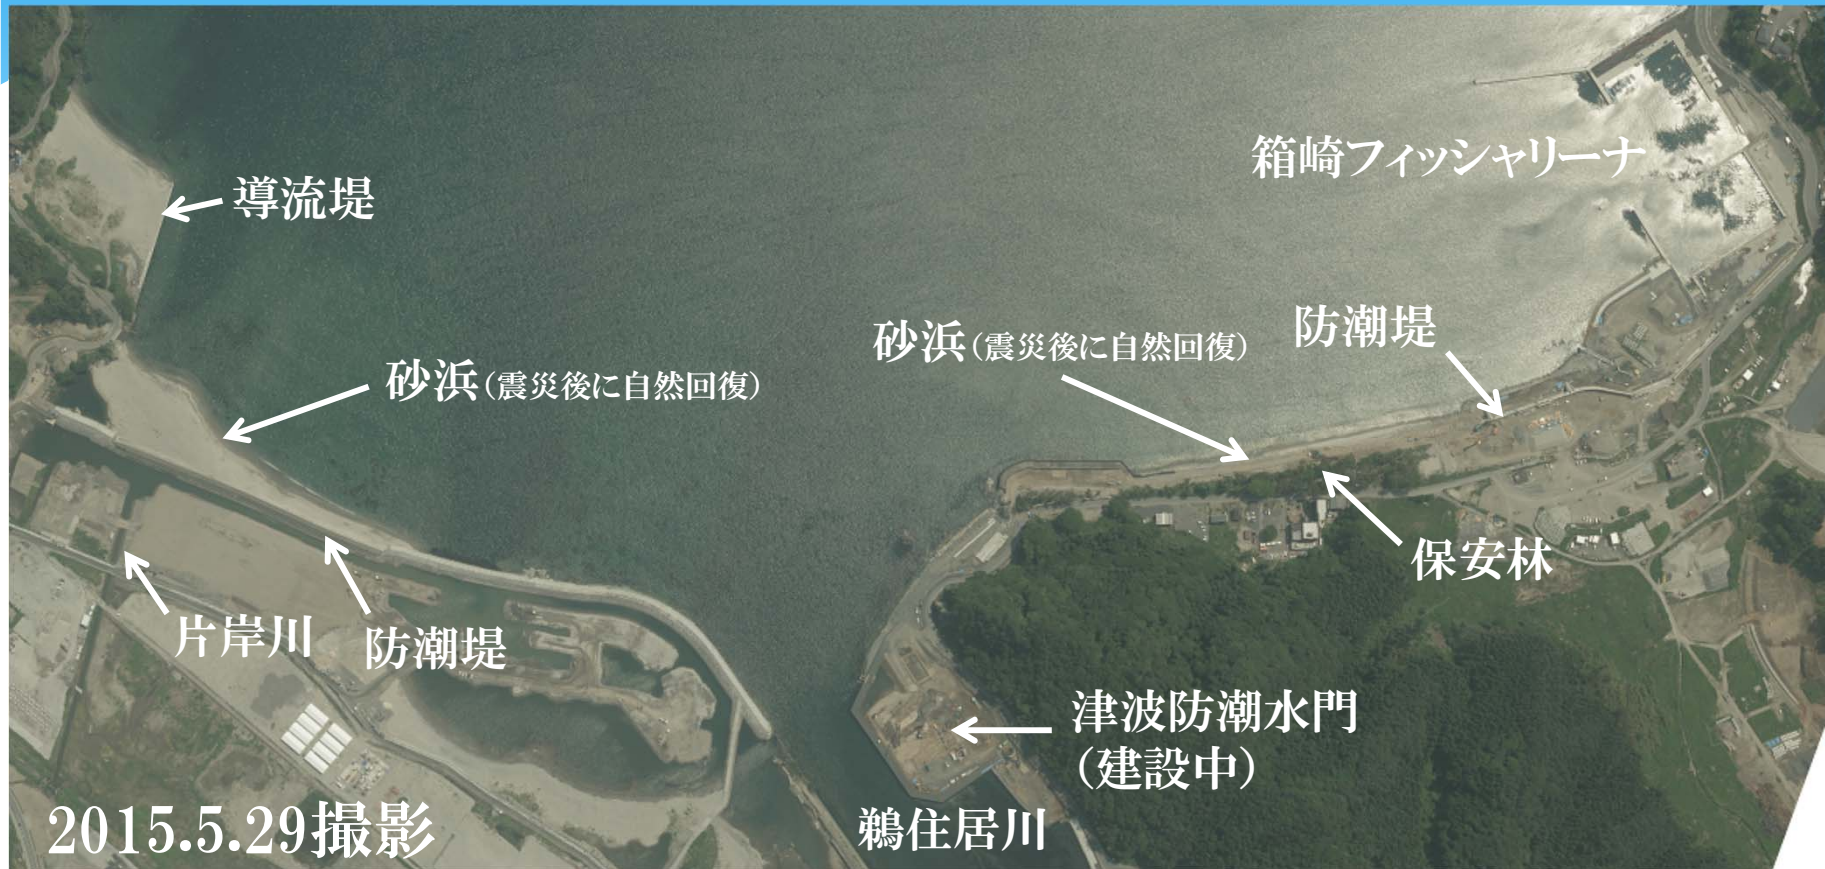 箱崎フィッシャリーナ
導流堤
防潮堤
砂浜（震災後に自然回復）
砂浜（震災後に自然回復）
保安林
片岸川
防潮堤
津波防潮水門
（建設中）
2015.5.29撮影
鵜住居川